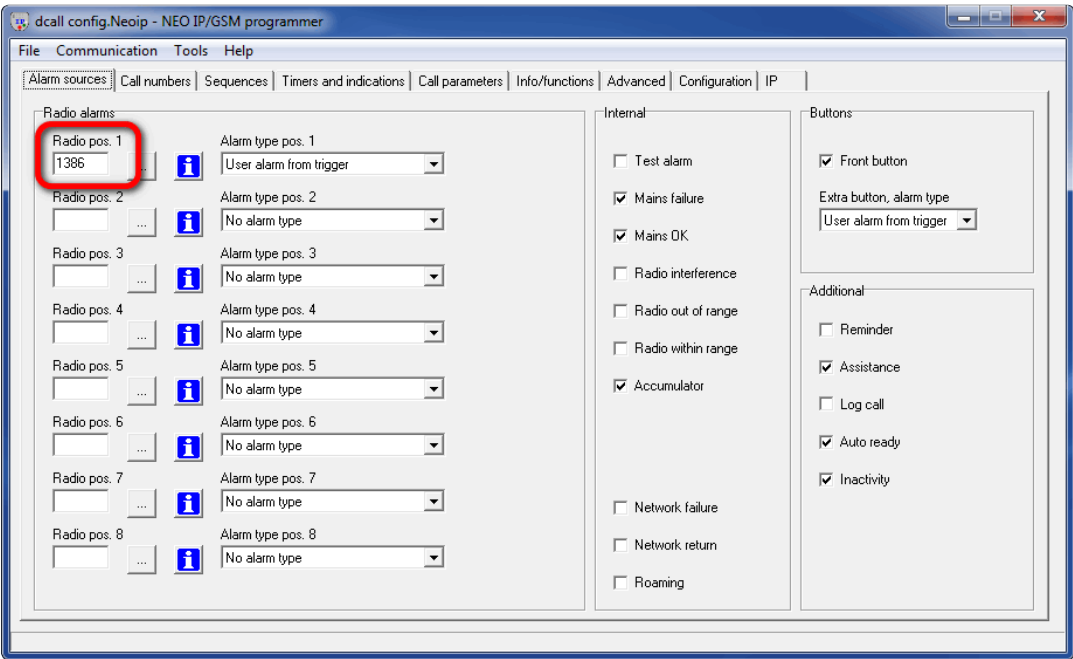 dcall config.Neoip - NEO IP/GSM programmer
File Communication Tools Help
Alarm sources Call numbers Sequences Timers and indications Call parameters Info/functions Advanced Configuration IP
Radio alarms
Radio pos. 1 Alarm type pos. 1
1386 ... i User alarm from trigger
Radio pos. 2 Alarm type pos. 2
... i No alarm type
Radio pos. 3 Alarm type pos. 3
... i No alarm type
Radio pos. 4 Alarm type pos. 4
... i No alarm type
Radio pos. 5 Alarm type pos. 5
... i No alarm type
Radio pos. 6 Alarm type pos. 6
... i No alarm type
Radio pos. 7 Alarm type pos. 7
... i No alarm type
Radio pos. 8 Alarm type pos. 8
... i No alarm type
Internal
Test alarm
Mains failure
Mains OK
Radio interference
Radio out of range
Radio within range
Accumulator
Network failure
Network return
Roaming
Buttons
Front button
Extra button, alarm type
User alarm from trigger
Additional
Reminder
Assistance
Log call
Auto ready
Inactivity